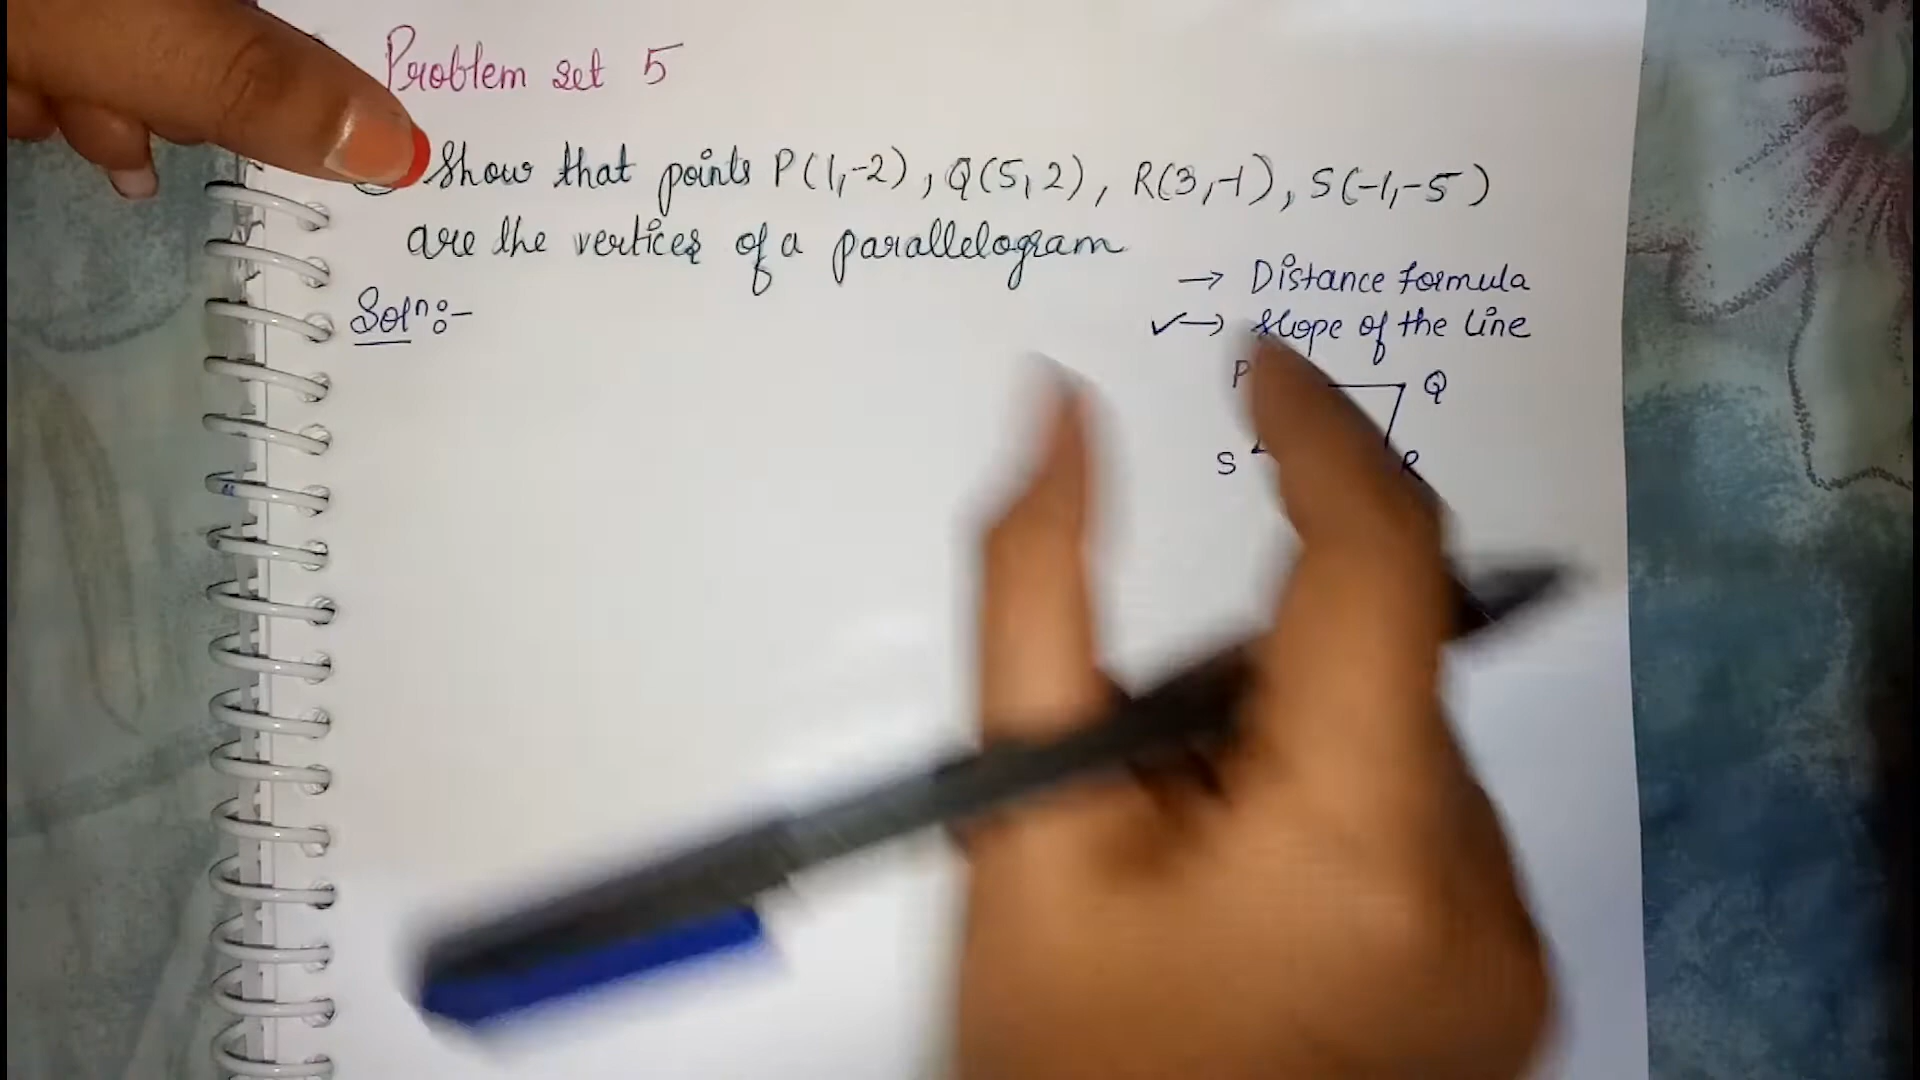 Problem set 5
Show that points P(1,-2), Q(5,2), R(3,-1), S(-1,-5)
are the vertices of a parallelogram
→ Distance formula
Solⁿ:-
✓→ slope of the line
P Q
S R